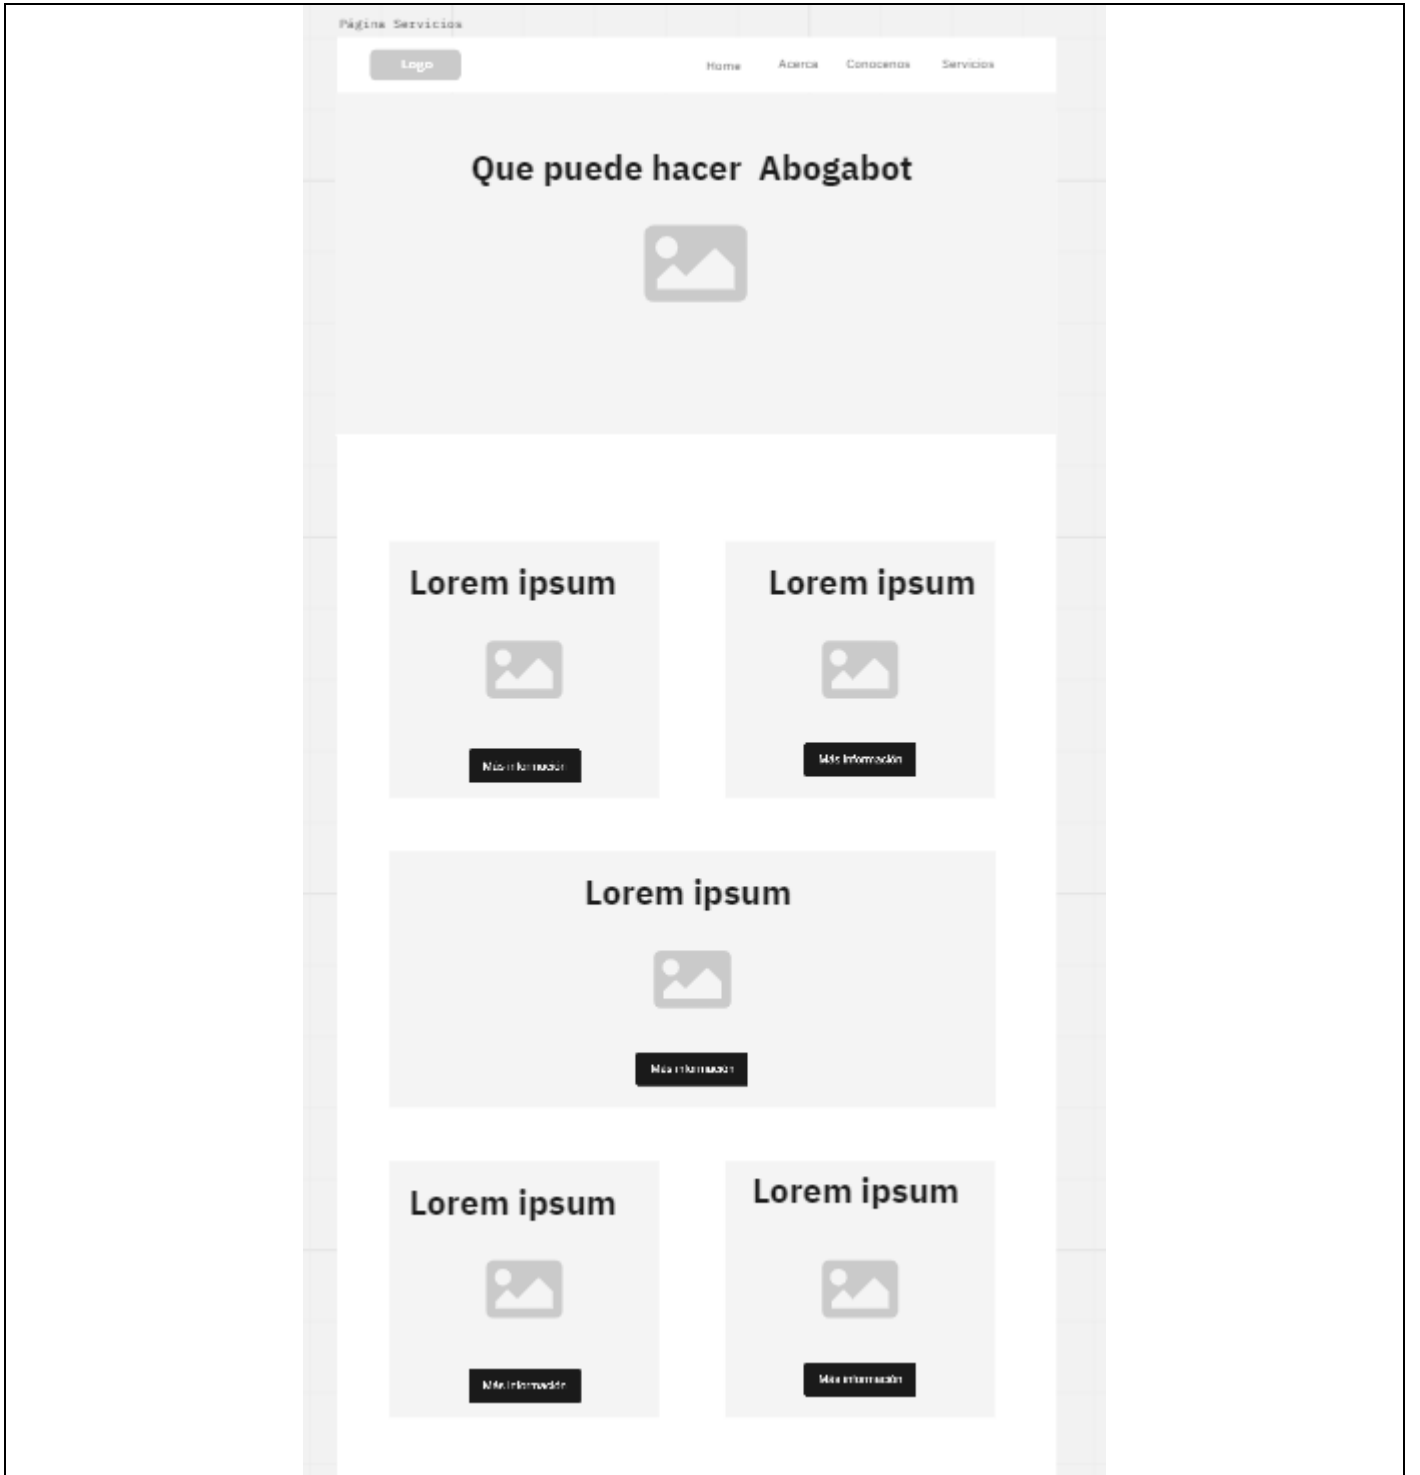 Página Servicios
Logo
Home Acerca Conocenos Servicios
Que puede hacer Abogabot
Lorem ipsum
Más información
Lorem ipsum
Más información
Lorem ipsum
Más información
Lorem ipsum
Más información
Lorem ipsum
Más información